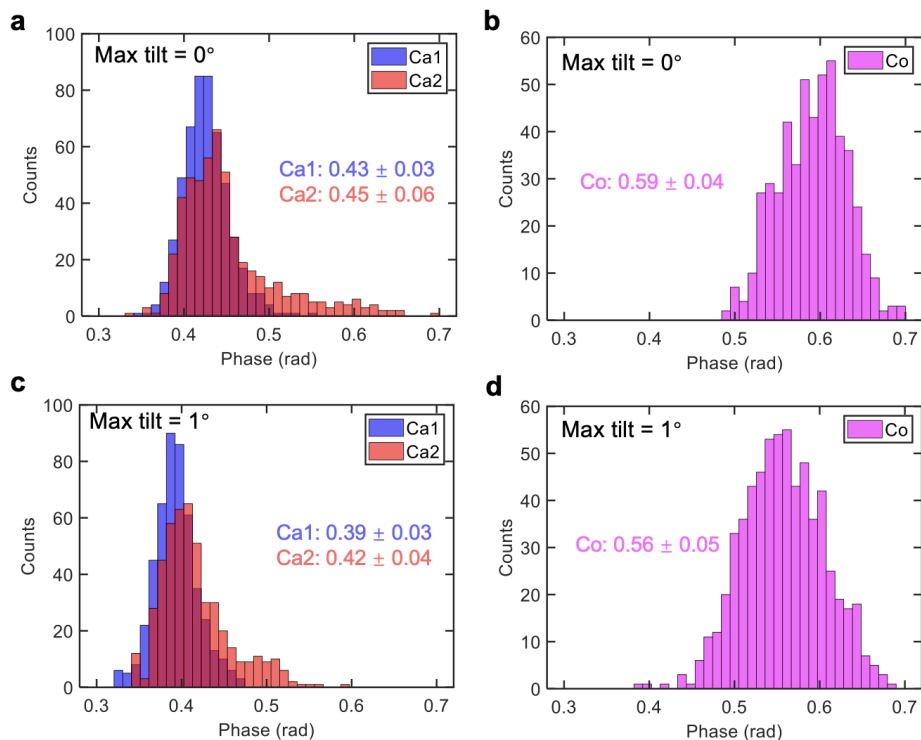 a
Max tilt = 0°
Ca1
Ca2
Ca1: 0.43 ± 0.03
Ca2: 0.45 ± 0.06
Counts
100
80
60
40
20
0
0.3 0.4 0.5 0.6 0.7
Phase (rad)
b
Max tilt = 0°
Co
Co: 0.59 ± 0.04
Counts
60
50
40
30
20
10
0
0.3 0.4 0.5 0.6 0.7
Phase (rad)
c
Max tilt = 1°
Ca1
Ca2
Ca1: 0.39 ± 0.03
Ca2: 0.42 ± 0.04
Counts
100
80
60
40
20
0
0.3 0.4 0.5 0.6 0.7
Phase (rad)
d
Max tilt = 1°
Co
Co: 0.56 ± 0.05
Counts
60
50
40
30
20
10
0
0.3 0.4 0.5 0.6 0.7
Phase (rad)